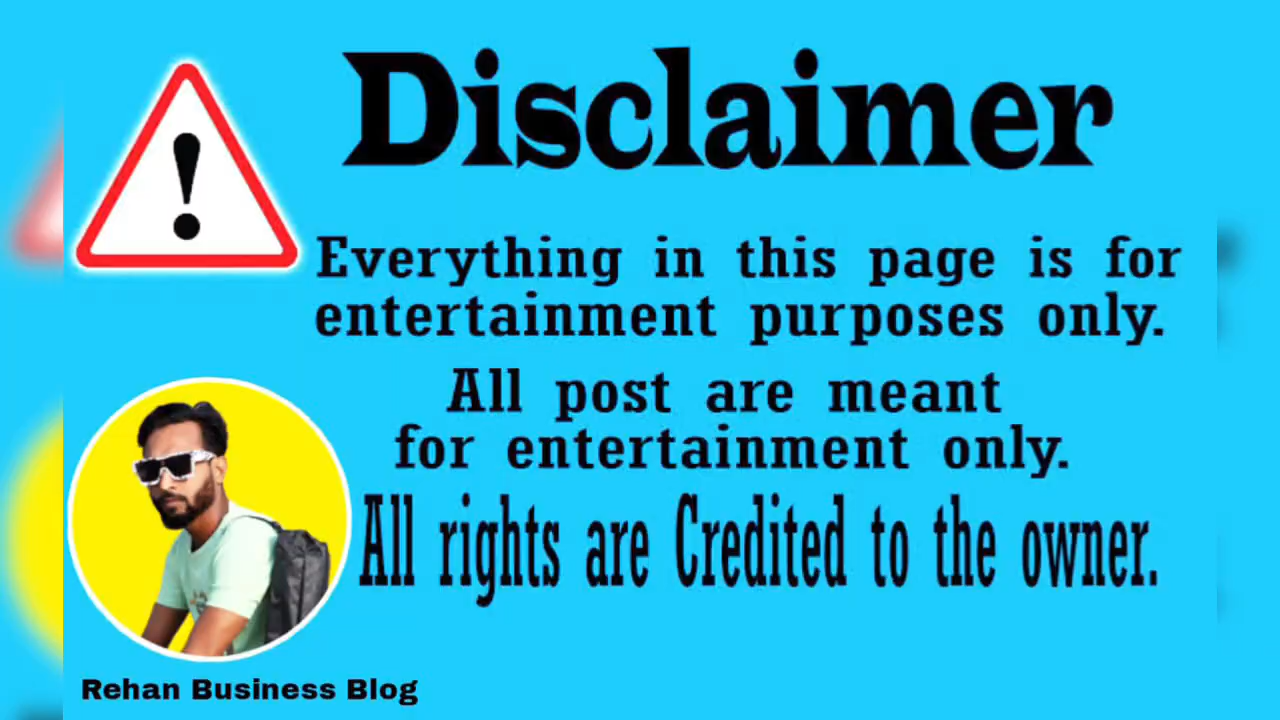 Disclaimer
Everything in this page is for
entertainment purposes only.
All post are meant
for entertainment only.
All rights are Credited to the owner.
Rehan Business Blog